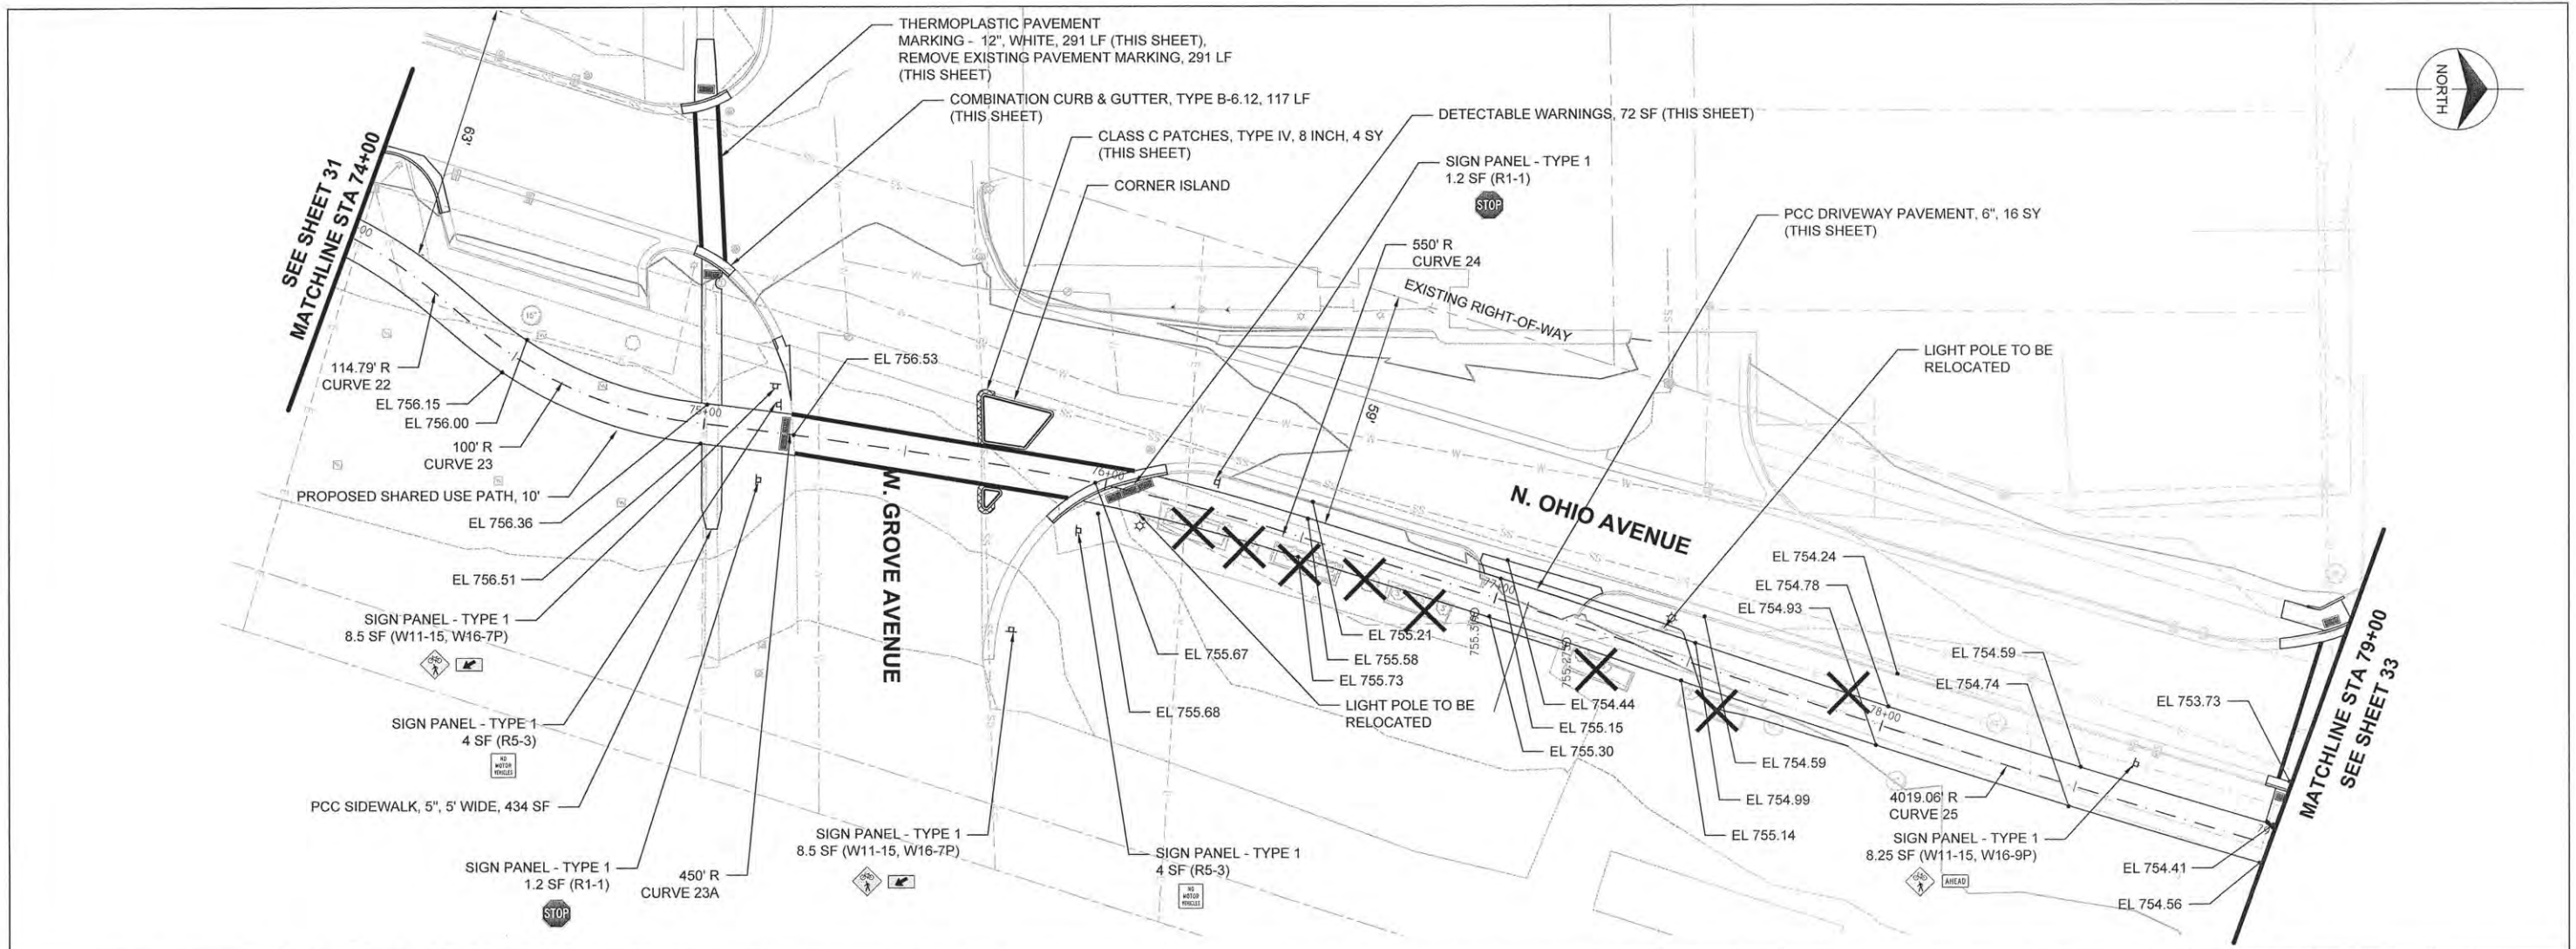 THERMOPLASTIC PAVEMENT
MARKING - 12", WHITE, 291 LF (THIS SHEET),
REMOVE EXISTING PAVEMENT MARKING, 291 LF
(THIS SHEET)
COMBINATION CURB & GUTTER, TYPE B-6.12, 117 LF
(THIS SHEET)
CLASS C PATCHES, TYPE IV, 8 INCH, 4 SY
(THIS SHEET)
CORNER ISLAND
DETECTABLE WARNINGS, 72 SF (THIS SHEET)
SIGN PANEL - TYPE 1
1.2 SF (R1-1)
STOP
550' R
CURVE 24
PCC DRIVEWAY PAVEMENT, 6", 16 SY
(THIS SHEET)
NORTH
63'
SEE SHEET 31
MATCHLINE STA 74+00
EXISTING RIGHT-OF-WAY
59'
LIGHT POLE TO BE
RELOCATED
EL 756.53
114.79' R
CURVE 22
EL 756.15
EL 756.00
100' R
CURVE 23
PROPOSED SHARED USE PATH, 10'
EL 756.36
EL 756.51
75+00
76+00
77+00
78+00
W. GROVE AVENUE
N. OHIO AVENUE
SIGN PANEL - TYPE 1
8.5 SF (W11-15, W16-7P)
SIGN PANEL - TYPE 1
4 SF (R5-3)
NO
MOTOR
VEHICLES
PCC SIDEWALK, 5", 5' WIDE, 434 SF
SIGN PANEL - TYPE 1
1.2 SF (R1-1)
STOP
450' R
CURVE 23A
SIGN PANEL - TYPE 1
8.5 SF (W11-15, W16-7P)
SIGN PANEL - TYPE 1
4 SF (R5-3)
NO
MOTOR
VEHICLES
EL 755.67
EL 755.68
EL 755.21
EL 755.58
EL 755.73
LIGHT POLE TO BE
RELOCATED
EL 754.44
EL 755.15
EL 755.30
EL 754.59
EL 754.99
EL 755.14
EL 754.24
EL 754.78
EL 754.93
EL 754.59
EL 754.74
4019.06' R
CURVE 25
SIGN PANEL - TYPE 1
8.25 SF (W11-15, W16-9P)
AHEAD
EL 753.73
EL 754.41
EL 754.56
MATCHLINE STA 79+00
SEE SHEET 33